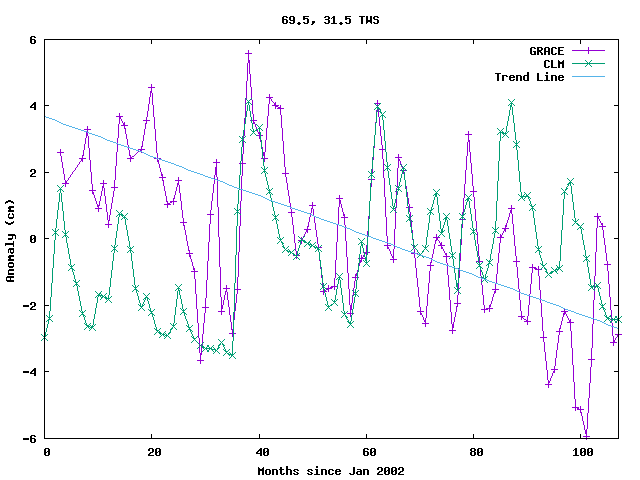 69.5, 31.5 TWS
GRACE
CLM
Trend Line
6
4
2
0
-2
-4
-6
Anomaly (cm)
0 20 40 60 80 100
Months since Jan 2002